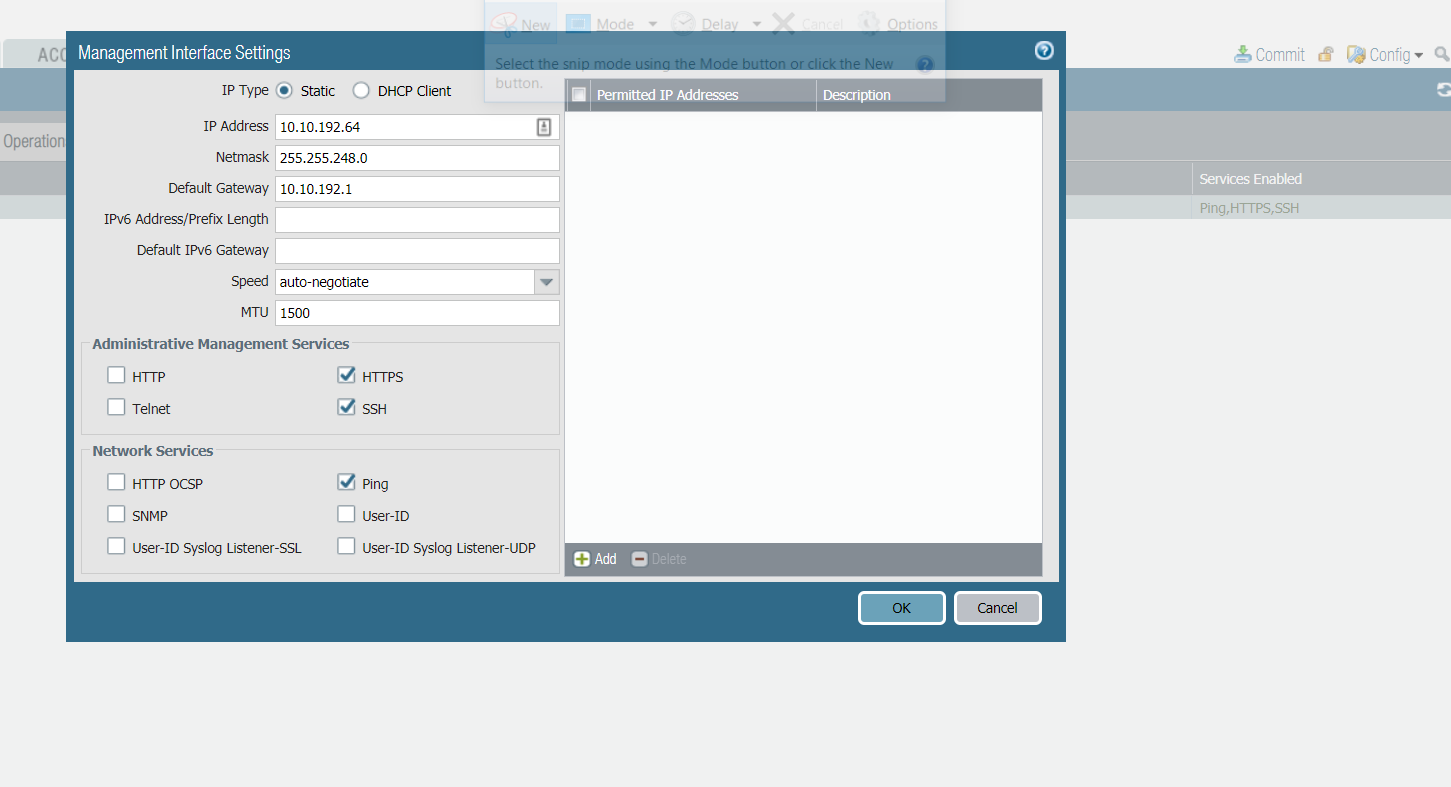 New Mode Delay Cancel Options
Select the snip mode using the Mode button or click the New
button.
ACC
Commit Config
Management Interface Settings
IP Type Static DHCP Client
IP Address 10.10.192.64
Netmask 255.255.248.0
Default Gateway 10.10.192.1
IPv6 Address/Prefix Length
Default IPv6 Gateway
Speed auto-negotiate
MTU 1500
Administrative Management Services
HTTP HTTPS
Telnet SSH
Network Services
HTTP OCSP Ping
SNMP User-ID
User-ID Syslog Listener-SSL User-ID Syslog Listener-UDP
Permitted IP Addresses Description
Add Delete
OK Cancel
Operation
Services Enabled
Ping,HTTPS,SSH